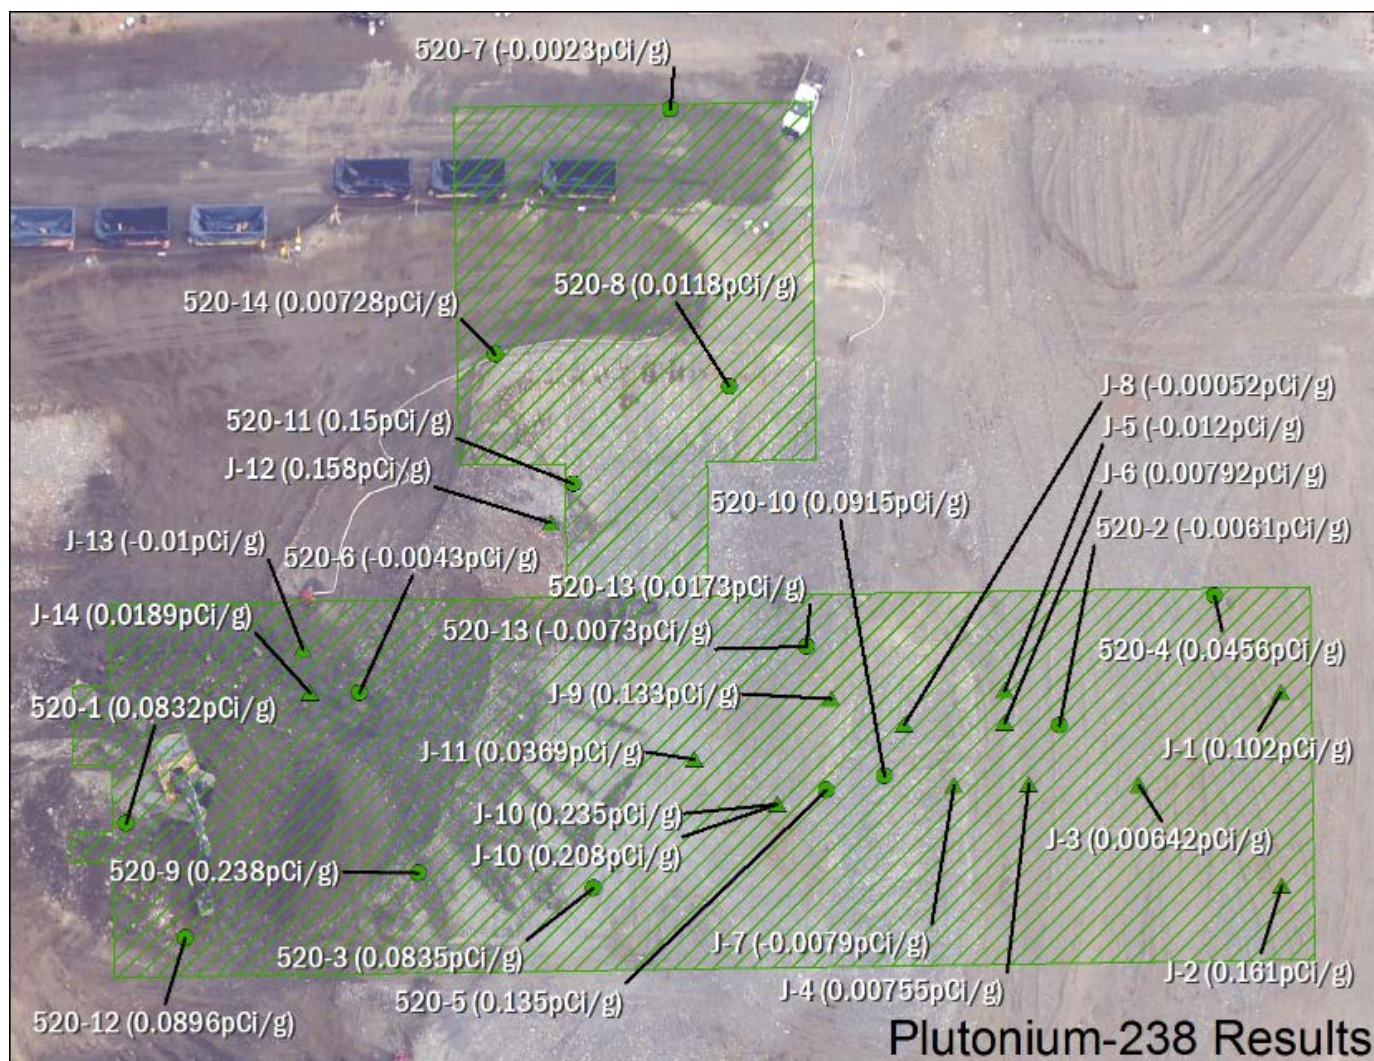 520-7 (-0.0023pCi/g)
520-8 (0.0118pCi/g)
520-14 (0.00728pCi/g)
J-8 (-0.00052pCi/g)
520-11 (0.15pCi/g)
J-5 (-0.012pCi/g)
J-12 (0.158pCi/g)
J-6 (0.00792pCi/g)
520-10 (0.0915pCi/g)
520-2 (-0.0061pCi/g)
J-13 (-0.01pCi/g)
520-6 (-0.0043pCi/g)
520-13 (0.0173pCi/g)
J-14 (0.0189pCi/g)
520-13 (-0.0073pCi/g)
520-4 (0.0456pCi/g)
J-9 (0.133pCi/g)
520-1 (0.0832pCi/g)
J-11 (0.0369pCi/g)
J-1 (0.102pCi/g)
J-10 (0.235pCi/g)
J-3 (0.00642pCi/g)
J-10 (0.208pCi/g)
520-9 (0.238pCi/g)
J-7 (-0.0079pCi/g)
520-3 (0.0835pCi/g)
J-2 (0.161pCi/g)
J-4 (0.00755pCi/g)
520-5 (0.135pCi/g)
520-12 (0.0896pCi/g)
Plutonium-238 Results